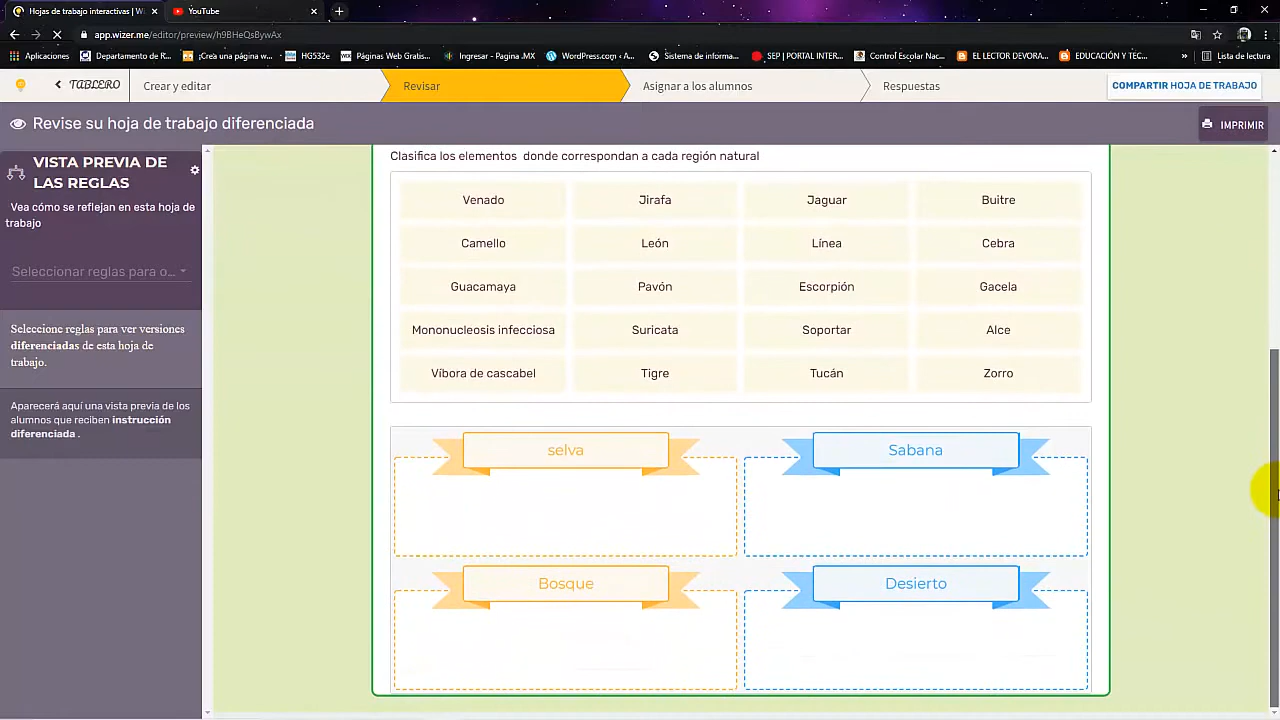 Hojas de trabajo interactivas | Wi
YouTube
app.wizer.me/editor/preview/h9BHeQsBywAx
Aplicaciones
Departamento de R...
¡Crea una página w...
HG532e
Páginas Web Gratis...
Ingresar - Pagina .MX
WordPress.com • A...
Sistema de informa...
SEP | PORTAL INTER...
Control Escolar Nac...
EL ELECTOR DEVORA...
EDUCACIÓN Y TEC...
»
Lista de lectura
TABLERO
Crear y editar
Revisar
Asignar a los alumnos
Respuestas
COMPARTIR HOJA DE TRABAJO
Revise su hoja de trabajo diferenciada
IMPRIMIR
VISTA PREVIA DE
LAS REGLAS
Vea cómo se reflejan en esta hoja de
trabajo
Seleccionar reglas para o...
Seleccione reglas para ver versiones
diferenciadas de esta hoja de
trabajo.
Aparecerá aquí una vista previa de los
alumnos que reciben instrucción
diferenciada .
Clasifica los elementos donde correspondan a cada región natural
Venado
Jirafa
Jaguar
Buitre
Camello
León
Línea
Cebra
Guacamaya
Pavón
Escorpión
Gacela
Mononucleosis infecciosa
Suricata
Soportar
Alce
Víbora de cascabel
Tigre
Tucán
Zorro
selva
Sabana
Bosque
Desierto